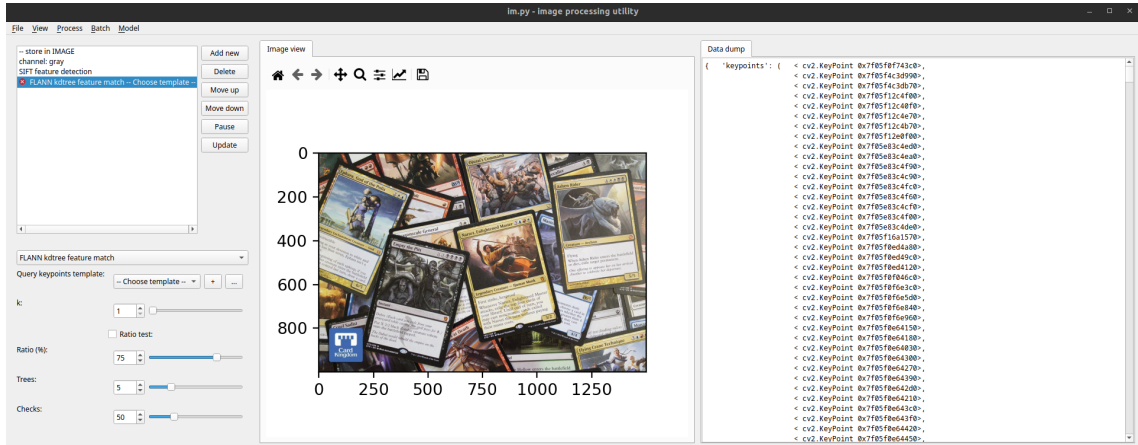 im.py - image processing utility
File View Process Batch Model
-- store in IMAGE
channel: gray
SIFT feature detection
FLANN kdtree feature match -- Choose template --
Add new
Delete
Move up
Move down
Pause
Update
FLANN kdtree feature match
Query keypoints template:
-- Choose template --
+
...
k:
1
Ratio test:
Ratio (%):
75
Trees:
5
Checks:
50
Image view
0
200
400
600
800
0 250 500 750 1000 1250
Card
Kingdom
Data dump
{ 'keypoints': ( < cv2.KeyPoint 0x7f05f0f743c0>,
< cv2.KeyPoint 0x7f05f4c3d990>,
< cv2.KeyPoint 0x7f05f4c3db70>,
< cv2.KeyPoint 0x7f05f12c4f00>,
< cv2.KeyPoint 0x7f05f12c40f0>,
< cv2.KeyPoint 0x7f05f12c4e70>,
< cv2.KeyPoint 0x7f05f12c4b70>,
< cv2.KeyPoint 0x7f05f12e0f00>,
< cv2.KeyPoint 0x7f05e83c4ed0>,
< cv2.KeyPoint 0x7f05e83c4ea0>,
< cv2.KeyPoint 0x7f05e83c4f90>,
< cv2.KeyPoint 0x7f05e83c4c90>,
< cv2.KeyPoint 0x7f05e83c4fc0>,
< cv2.KeyPoint 0x7f05e83c4f60>,
< cv2.KeyPoint 0x7f05e83c4cf0>,
< cv2.KeyPoint 0x7f05e83c4f00>,
< cv2.KeyPoint 0x7f05e83c4de0>,
< cv2.KeyPoint 0x7f05f16a1570>,
< cv2.KeyPoint 0x7f05f0ed4a80>,
< cv2.KeyPoint 0x7f05f0ed49c0>,
< cv2.KeyPoint 0x7f05f0ed4120>,
< cv2.KeyPoint 0x7f05f0f046c0>,
< cv2.KeyPoint 0x7f05f0f6e3c0>,
< cv2.KeyPoint 0x7f05f0f6e5d0>,
< cv2.KeyPoint 0x7f05f0f6e840>,
< cv2.KeyPoint 0x7f05f0f6e960>,
< cv2.KeyPoint 0x7f05f0e64150>,
< cv2.KeyPoint 0x7f05f0e64180>,
< cv2.KeyPoint 0x7f05f0e64030>,
< cv2.KeyPoint 0x7f05f0e64300>,
< cv2.KeyPoint 0x7f05f0e64270>,
< cv2.KeyPoint 0x7f05f0e64390>,
< cv2.KeyPoint 0x7f05f0e642d0>,
< cv2.KeyPoint 0x7f05f0e64210>,
< cv2.KeyPoint 0x7f05f0e643c0>,
< cv2.KeyPoint 0x7f05f0e643f0>,
< cv2.KeyPoint 0x7f05f0e64420>,
< cv2.KeyPoint 0x7f05f0e64450>,